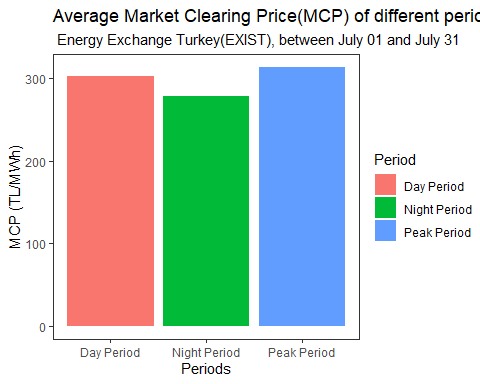 Average Market Clearing Price(MCP) of different
Energy Exchange Turkey(EXIST), between July 01 and July 31
300
200
100
0
MCP (TL/MWh)
Day Period
Night Period
Peak Period
Periods
Period
Day Period
Night Period
Peak Period